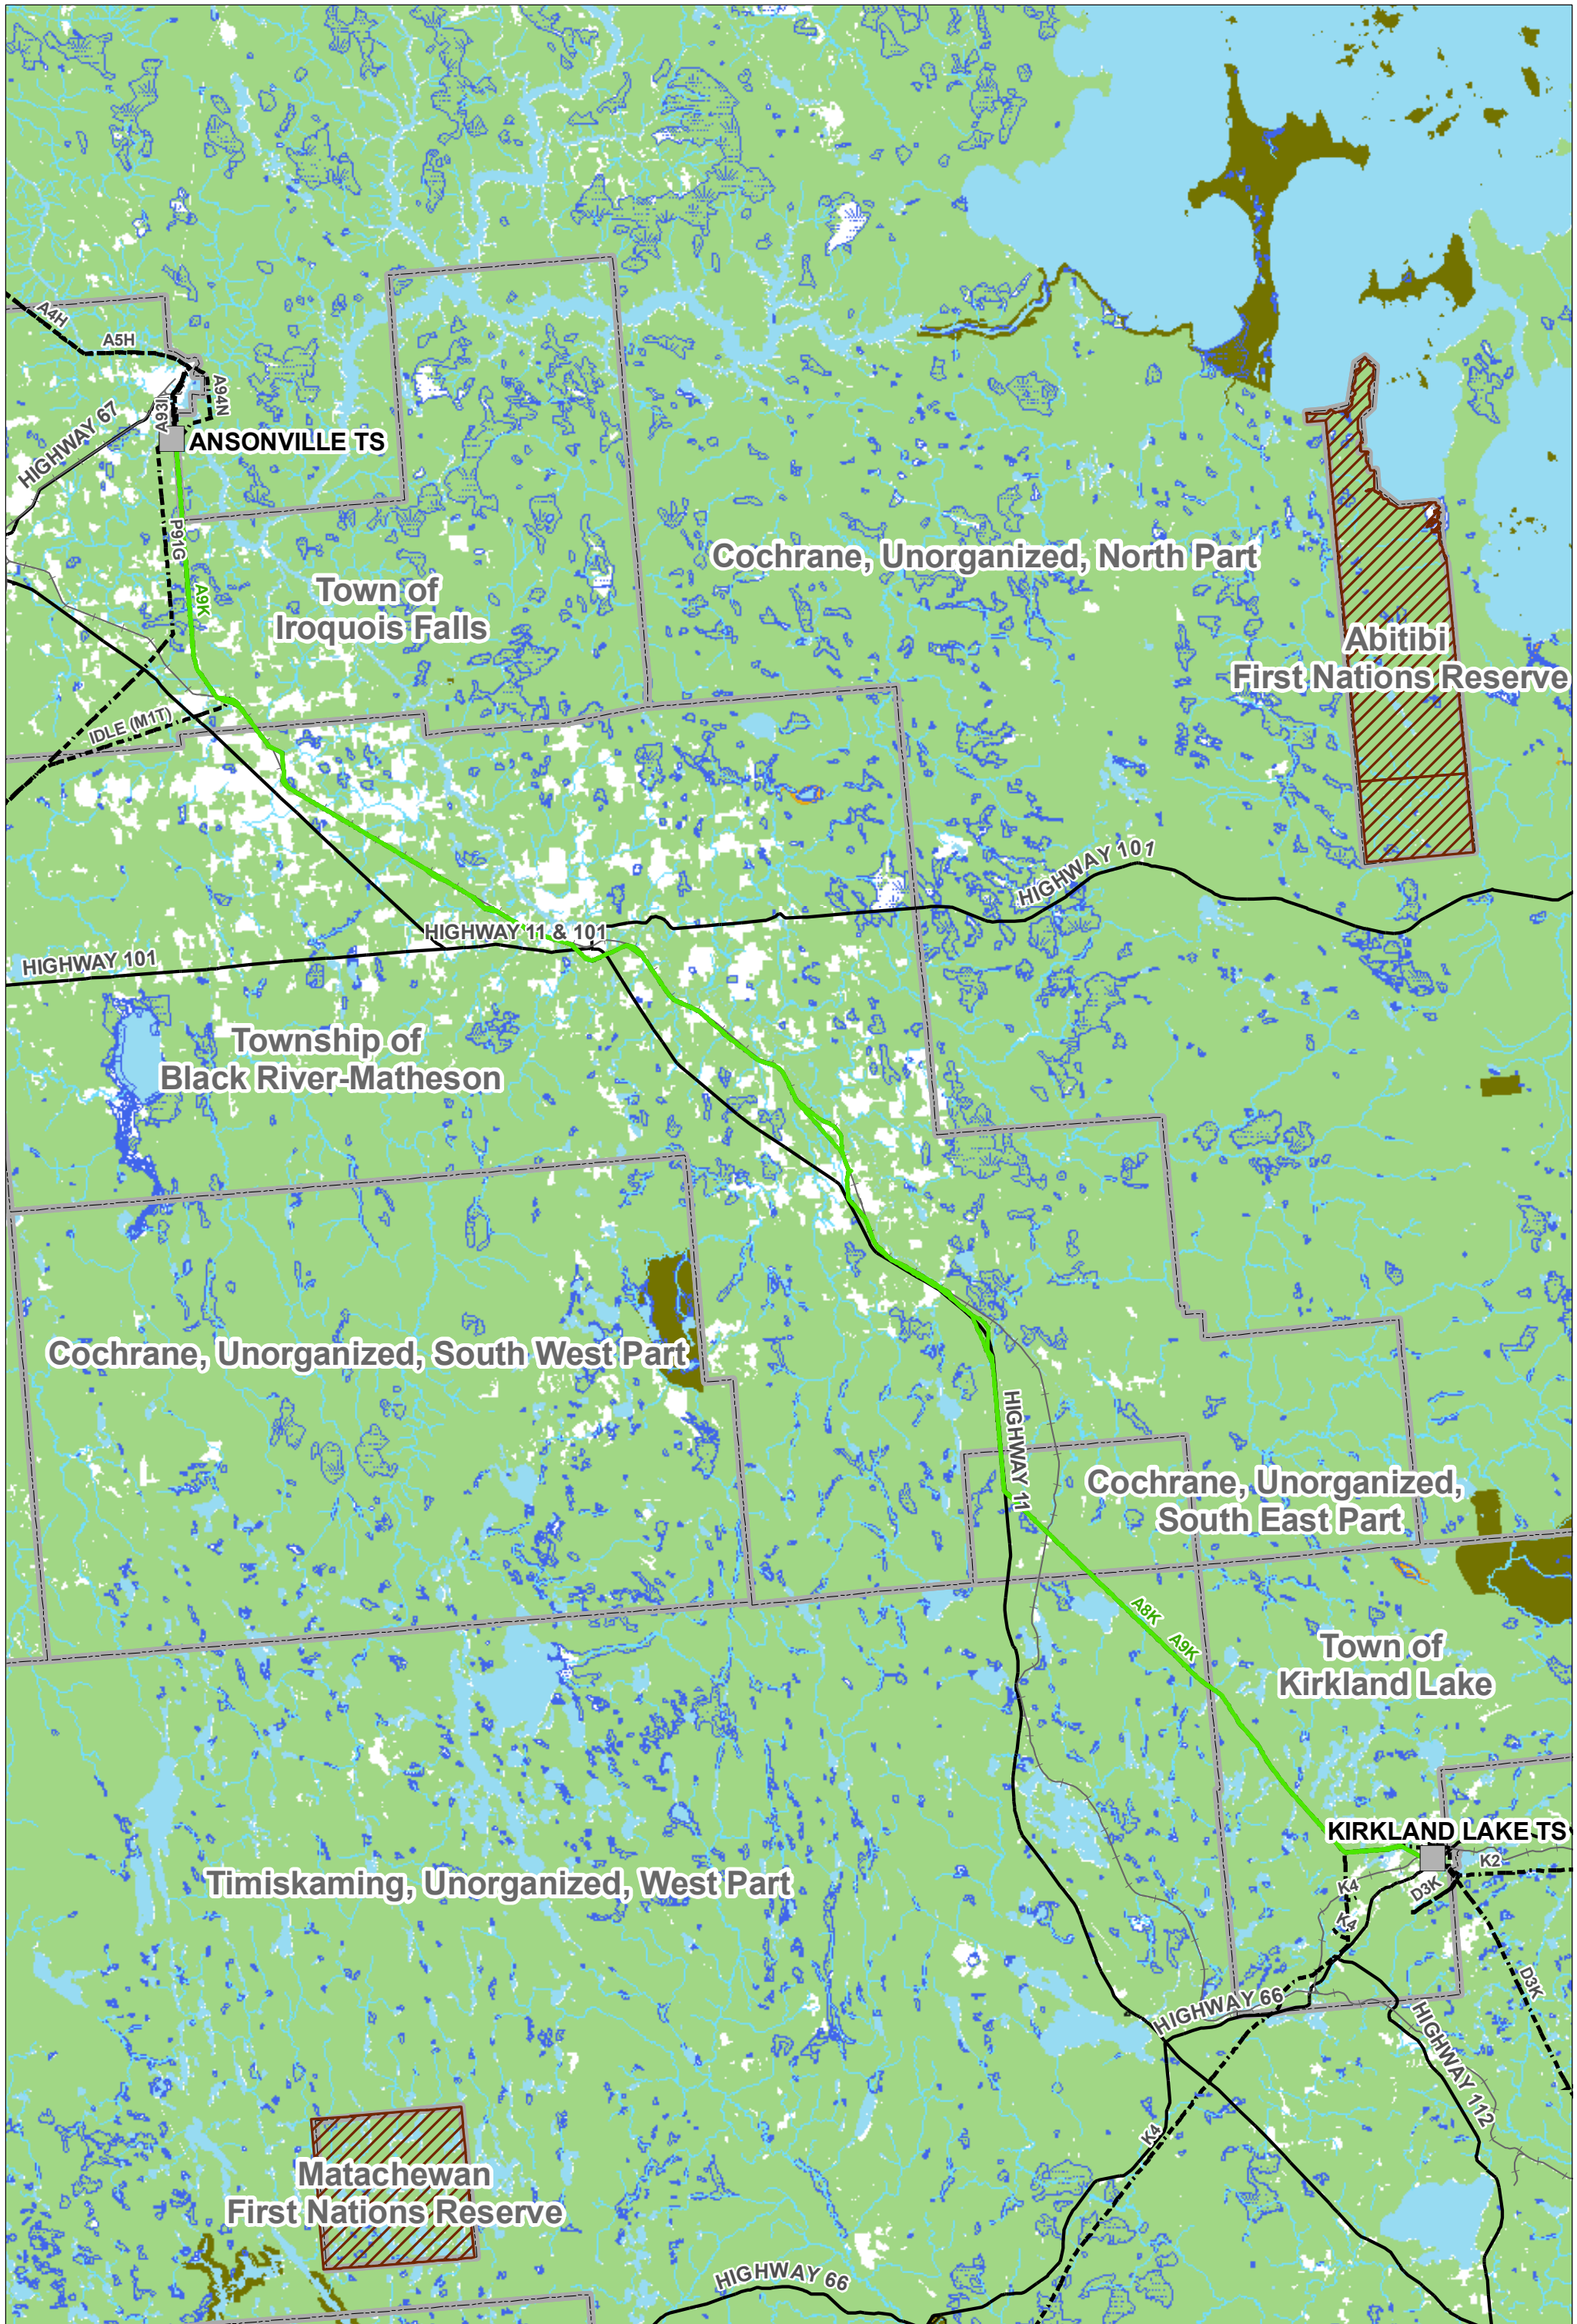 A4H
A5H
A94N
A93I
HIGHWAY 67
ANSONVILLE TS
P91G
A9K
Town of
Iroquois Falls
Cochrane, Unorganized, North Part
Abitibi
First Nations Reserve
IDLE (M1T)
HIGHWAY 101
HIGHWAY 11 & 101
HIGHWAY 101
Township of
Black River-Matheson
Cochrane, Unorganized, South West Part
HIGHWAY 11
Cochrane, Unorganized,
South East Part
A8K
A9K
Town of
Kirkland Lake
KIRKLAND LAKE TS
K2
K4
D3K
K4
Timiskaming, Unorganized, West Part
D3K
HIGHWAY 66
HIGHWAY 112
K4
Matachewan
First Nations Reserve
HIGHWAY 66